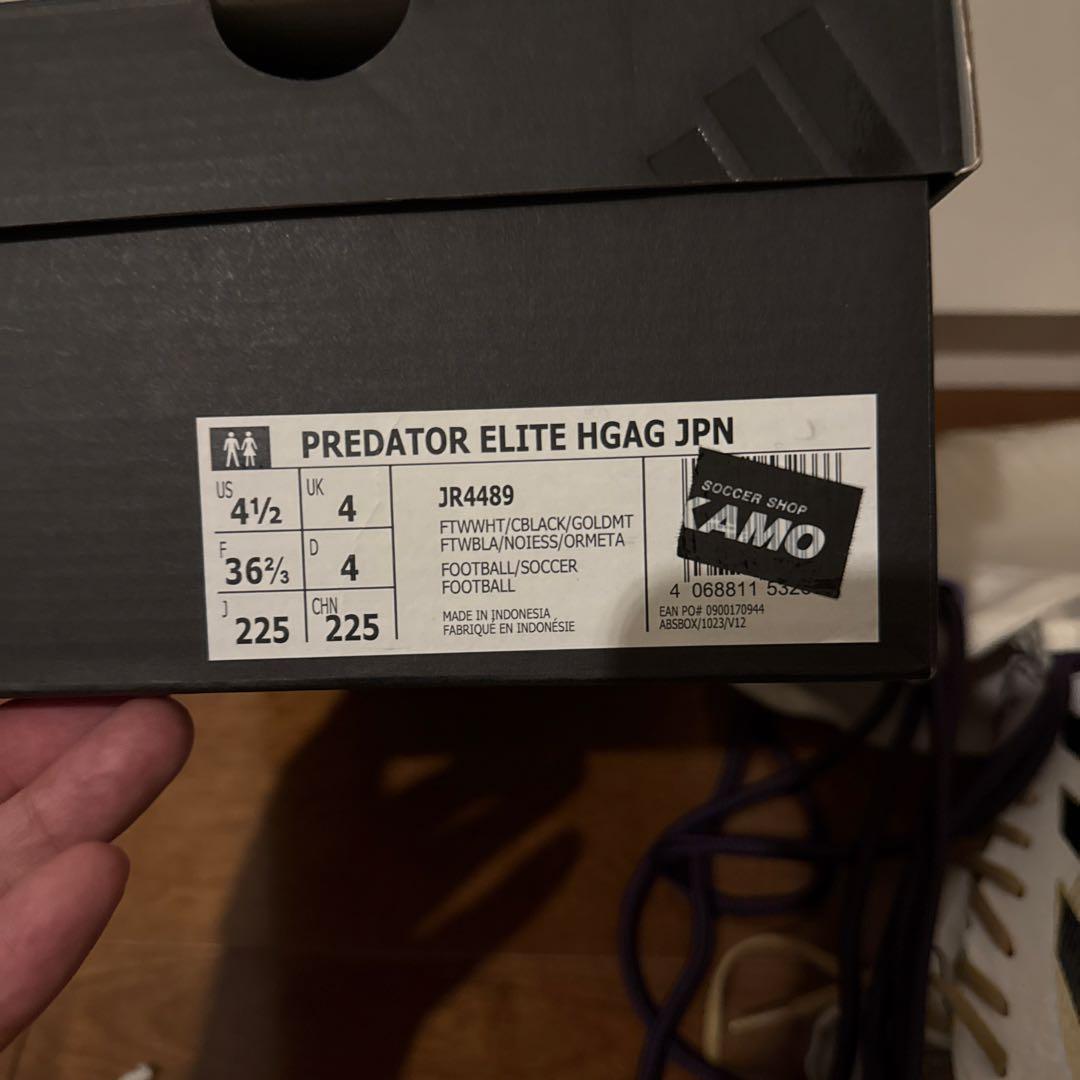 PREDATOR ELITE HGAG JPN
US 4½
UK 4
F 36⅔
D 4
J 225
CHN 225
JR4489
FTWWHT/CBLACK/GOLDMT
FTWBLA/NOIESS/ORMETA
FOOTBALL/SOCCER
FOOTBALL
MADE IN INDONESIA
FABRIQUÉ EN INDONÉSIE
SOCCER SHOP
KAMO
4 068811
EAN PO# 0900170944
ABSBOX/1023/V12